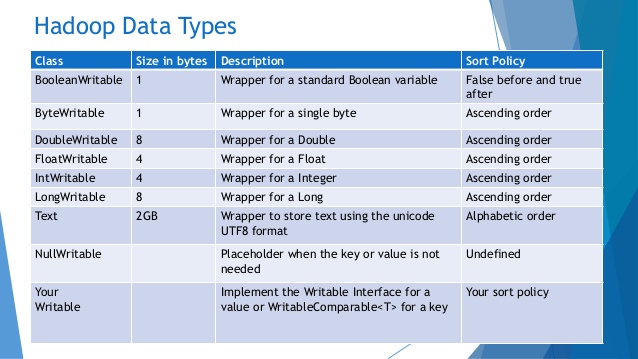 Hadoop Data Types
Class Size in bytes Description Sort Policy
BooleanWritable 1 Wrapper for a standard Boolean variable False before and true
after
ByteWritable 1 Wrapper for a single byte Ascending order
DoubleWritable 8 Wrapper for a Double Ascending order
FloatWritable 4 Wrapper for a Float Ascending order
IntWritable 4 Wrapper for a Integer Ascending order
LongWritable 8 Wrapper for a Long Ascending order
Text 2GB Wrapper to store text using the unicode Alphabetic order
UTF8 format
NullWritable Placeholder when the key or value is not Undefined
needed
Your Implement the Writable Interface for a Your sort policy
Writable value or WritableComparable<T> for a key